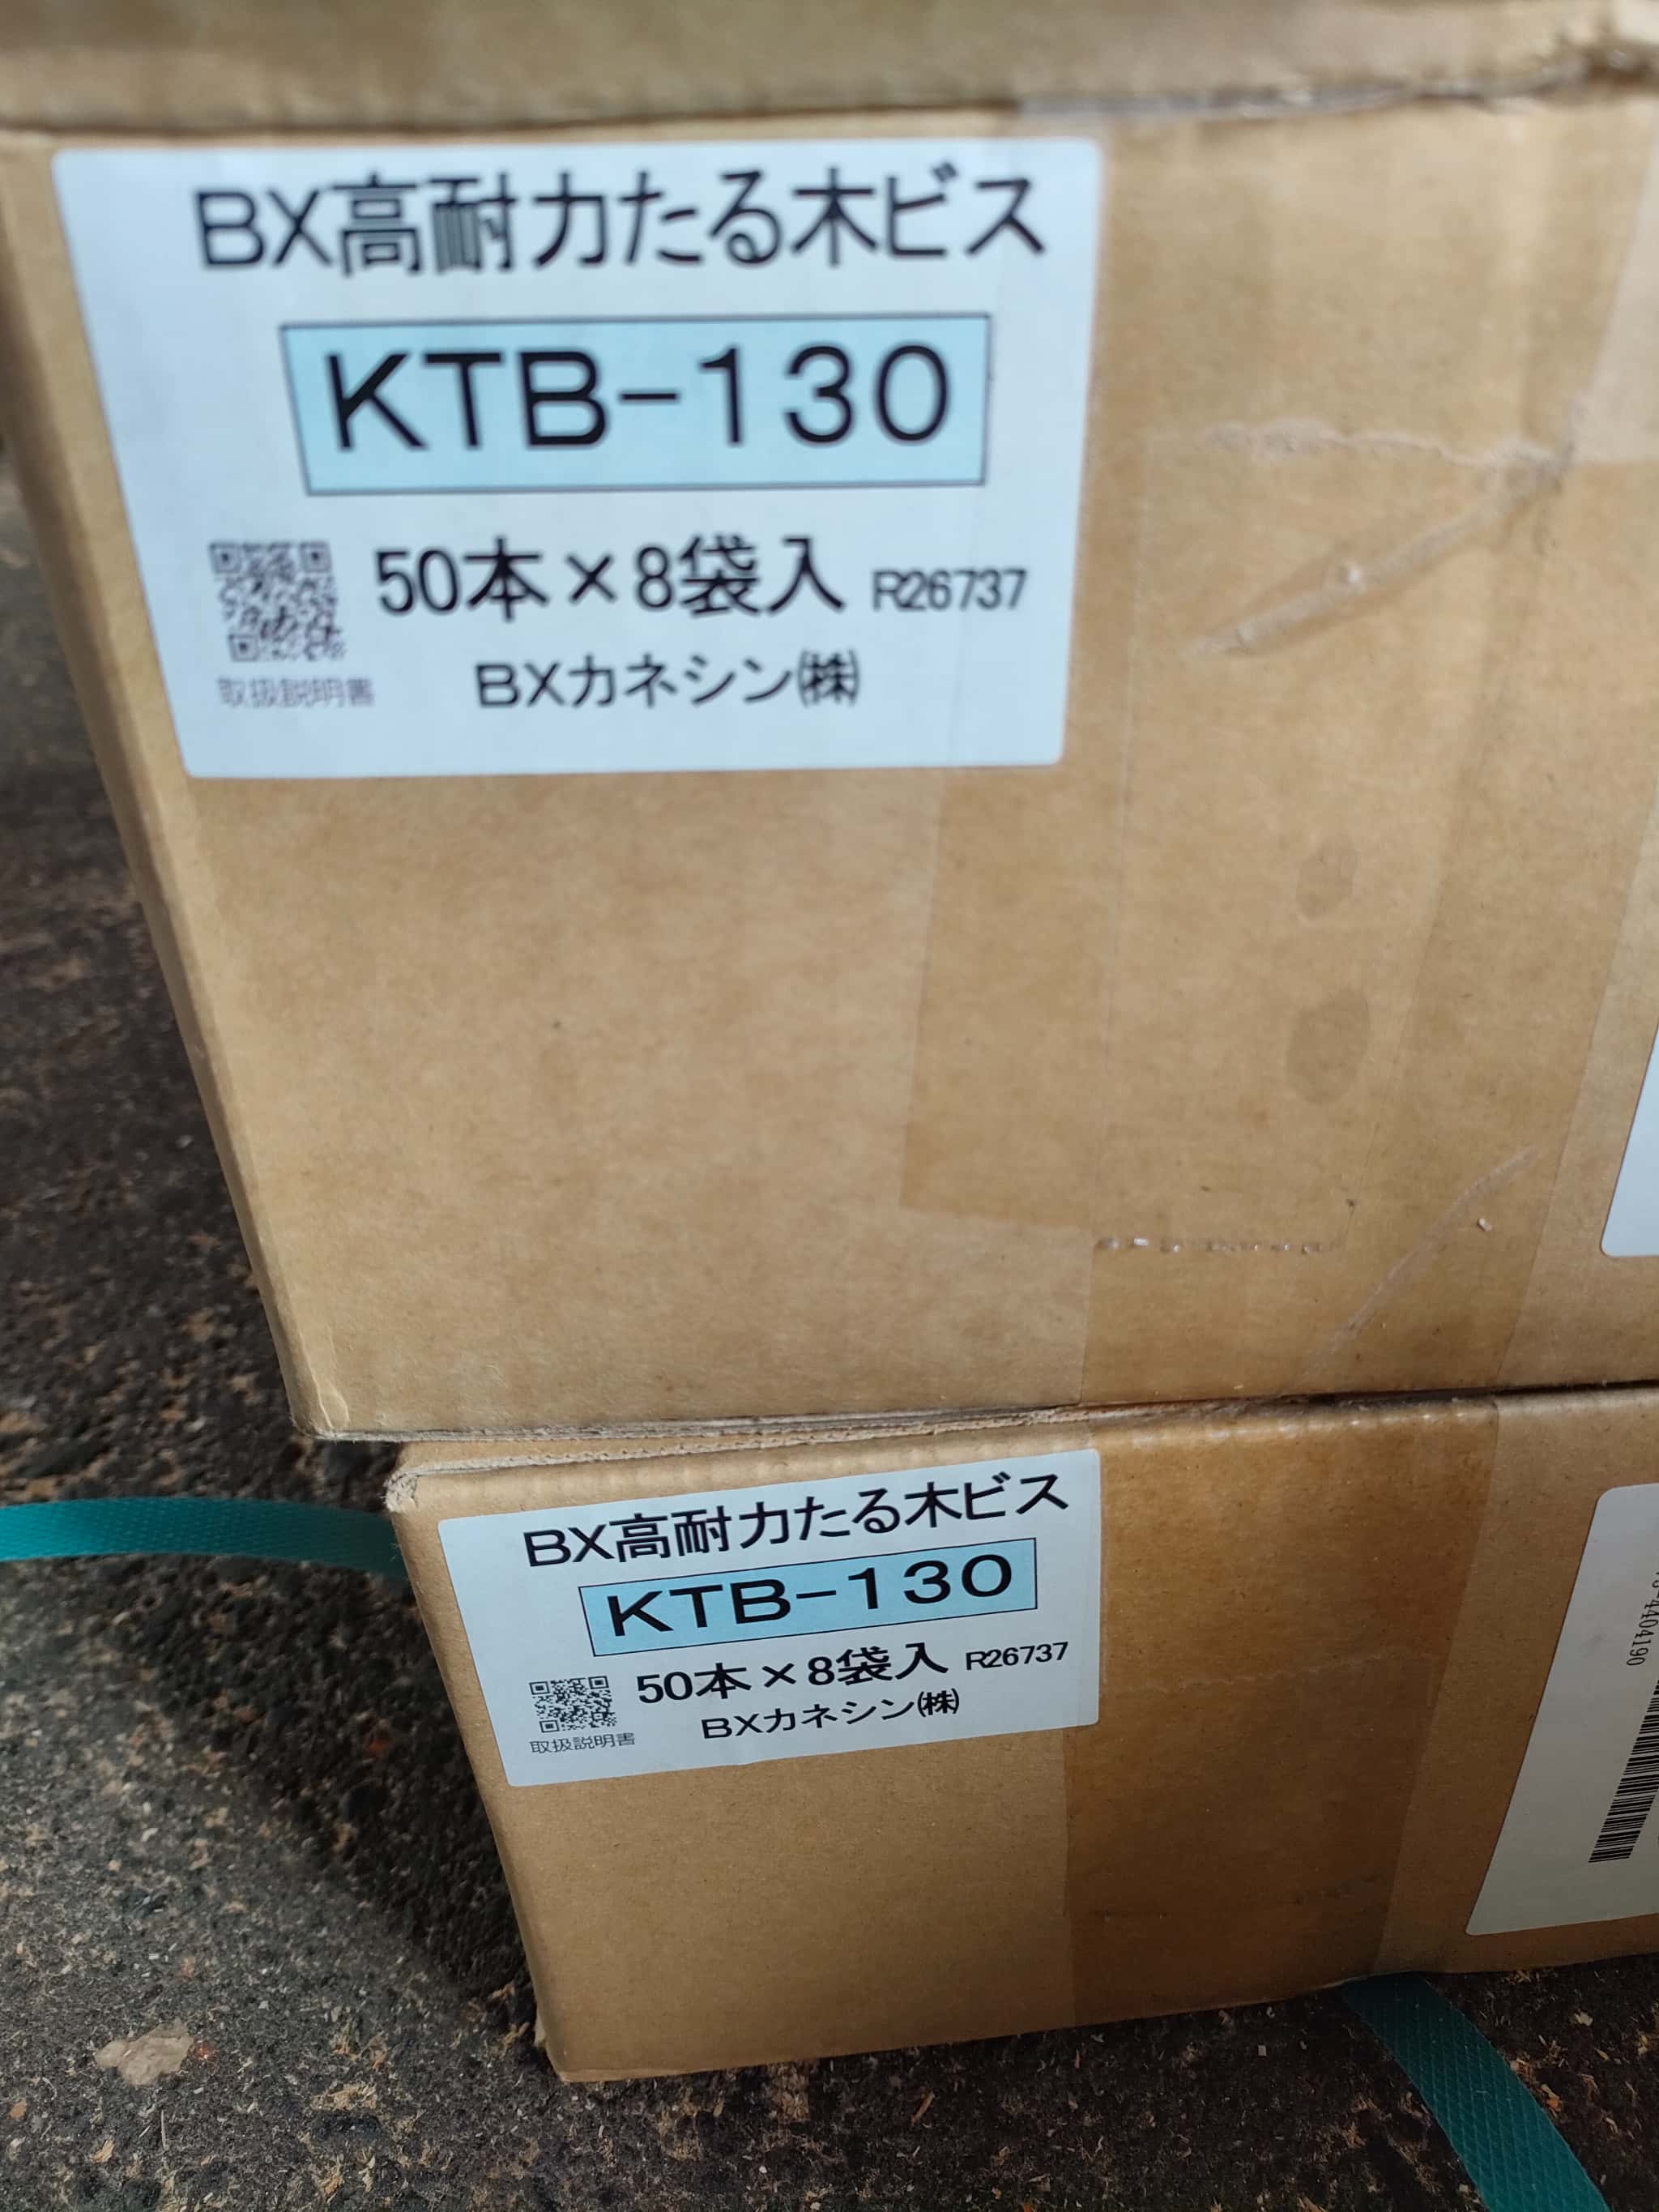 BX高耐力たる木ビス
KTB-130
50本×8袋入 R26737
取扱説明書
BXカネシン㈱
BX高耐力たる木ビス
KTB-130
50本×8袋入 R26737
BXカネシン㈱
取扱説明書